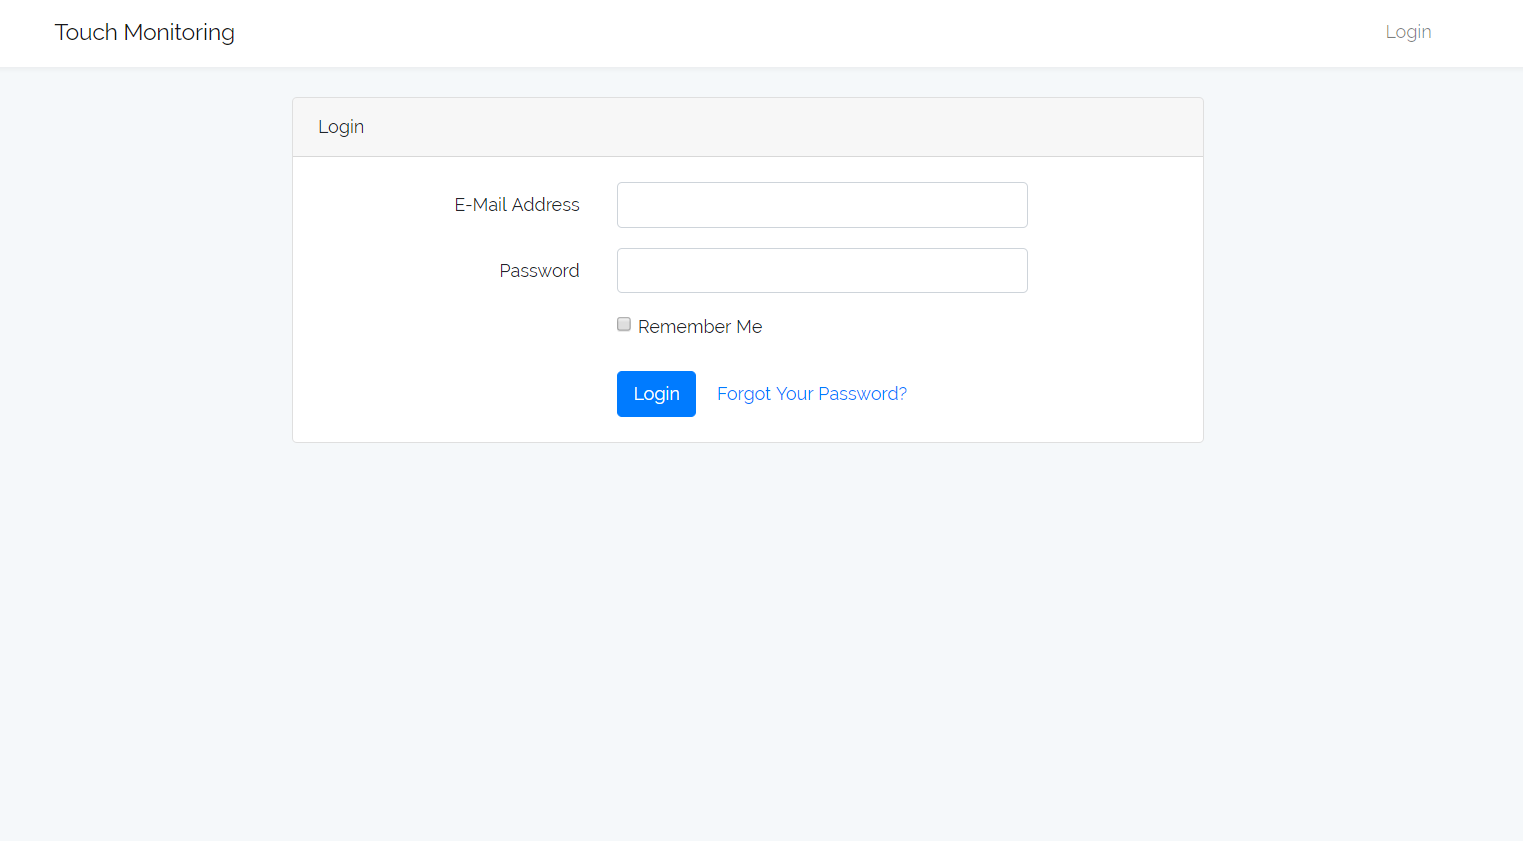 Touch Monitoring
Login
Login
E-Mail Address
Password
Remember Me
Login
Forgot Your Password?